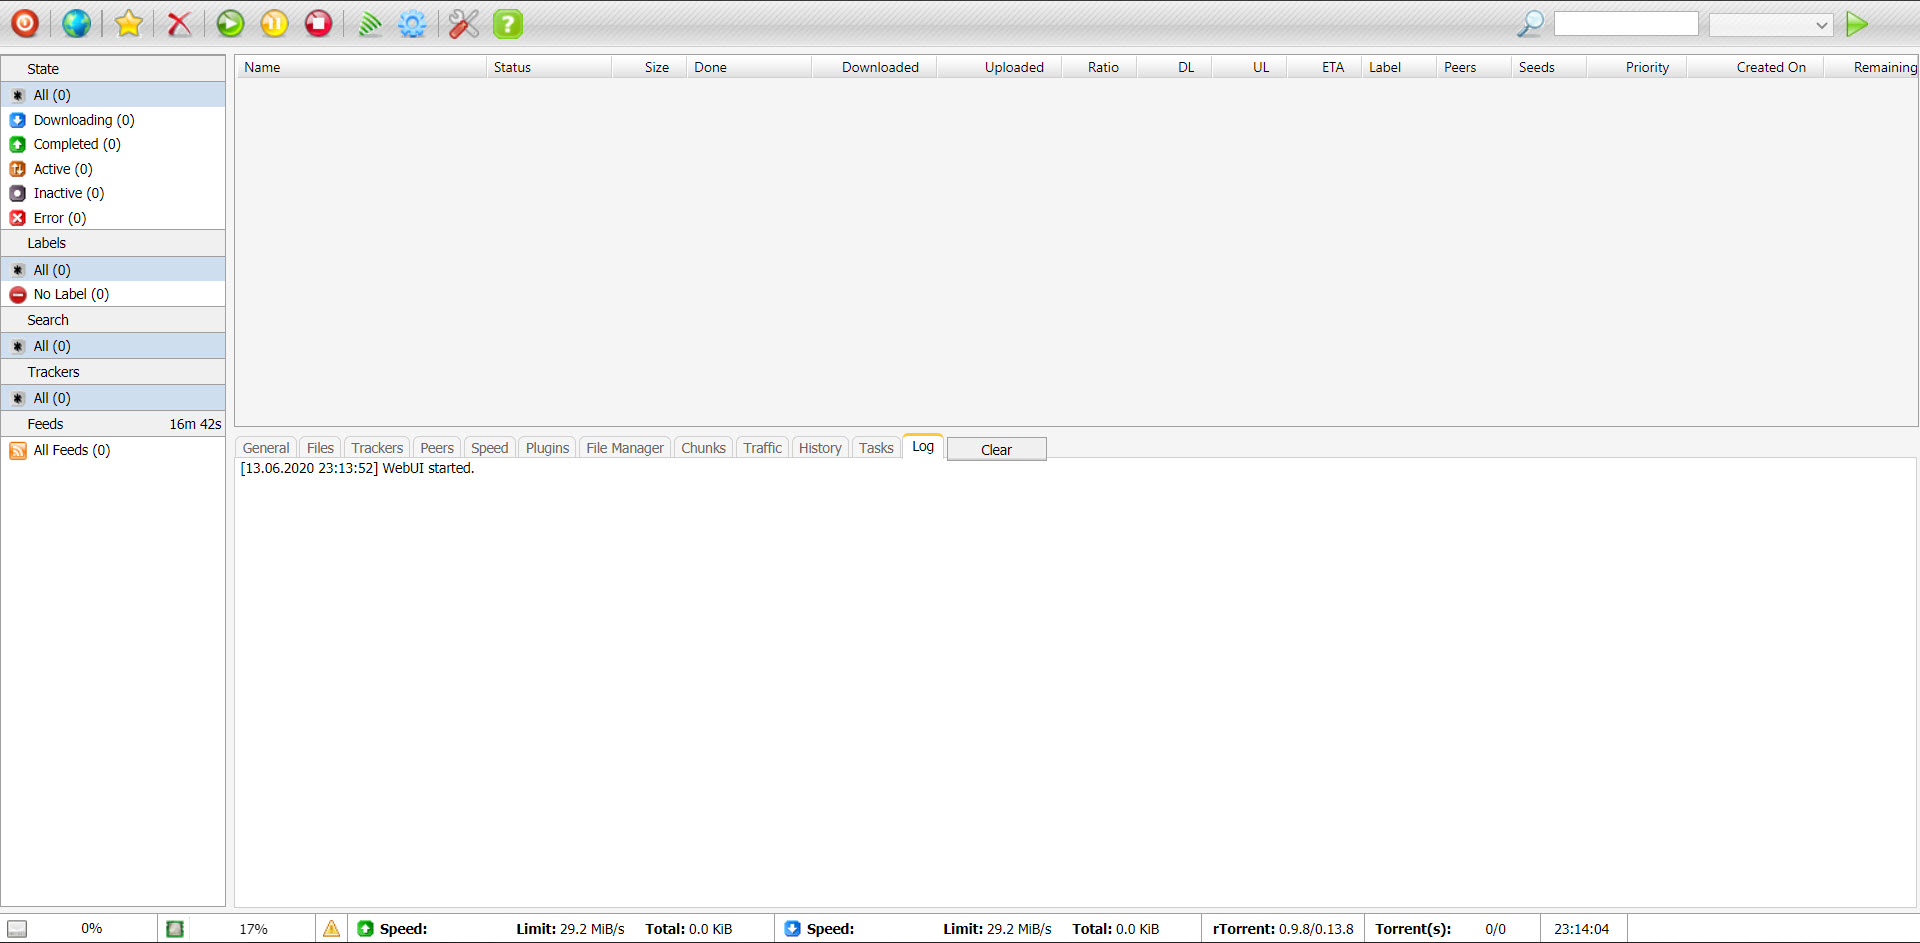 State
All (0)
Downloading (0)
Completed (0)
Active (0)
Inactive (0)
Error (0)
Labels
All (0)
No Label (0)
Search
All (0)
Trackers
All (0)
Feeds 16m 42s
All Feeds (0)
Name Status Size Done Downloaded Uploaded Ratio DL UL ETA Label Peers Seeds Priority Created On Remaining
General Files Trackers Peers Speed Plugins File Manager Chunks Traffic History Tasks Log Clear
[13.06.2020 23:13:52] WebUI started.
0% 17% Speed: Limit: 29.2 MiB/s Total: 0.0 KiB Speed: Limit: 29.2 MiB/s Total: 0.0 KiB rTorrent: 0.9.8/0.13.8 Torrent(s): 0/0 23:14:04